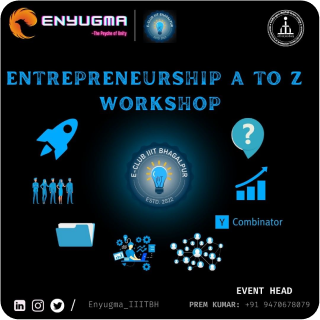 ENYUGMA
-The Psyche of Unity
ENTREPRENEURSHIP A TO Z
WORKSHOP
E-CLUB IIIT BHAGALPUR
ESTD. 2022
?
Y Combinator
EVENT HEAD
/ Enyugma_IIITBH
PREM KUMAR: +91 9470678079